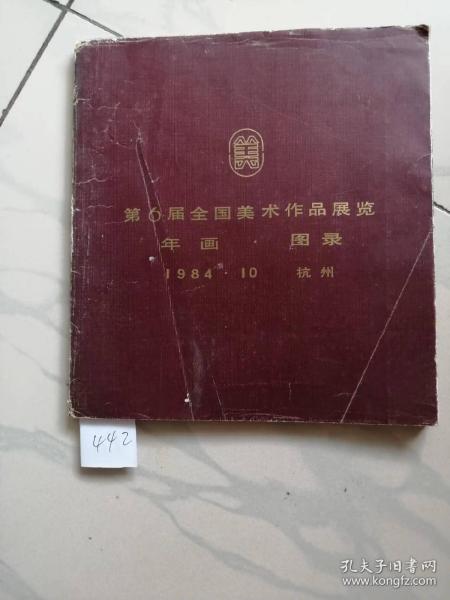 美
第6届全国美术作品展览
年画·图录
1984·10 杭州
442
孔夫子旧书网
www.kongfz.com